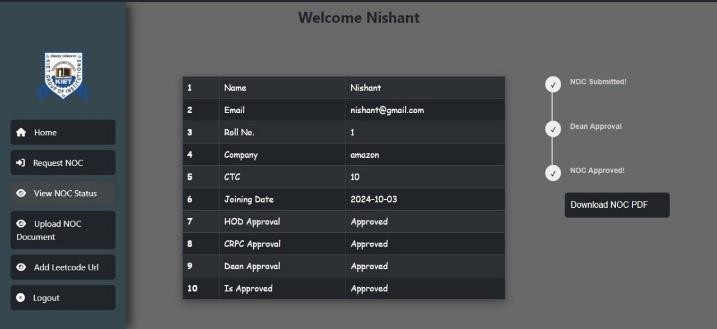 Welcome Nishant
KIET
GROUP OF INSTITUTIONS
Home
Request NOC
View NOC Status
Upload NOC
Document
Add Leetcode Url
Logout
1 Name Nishant
2 Email nishant@gmail.com
3 Roll No. 1
4 Company amazon
5 CTC 10
6 Joining Date 2024-10-03
7 HOD Approval Approved
8 CRPC Approval Approved
9 Dean Approval Approved
10 Is Approved Approved
NOC Submitted!
Dean Approval
NOC Approved!
Download NOC PDF